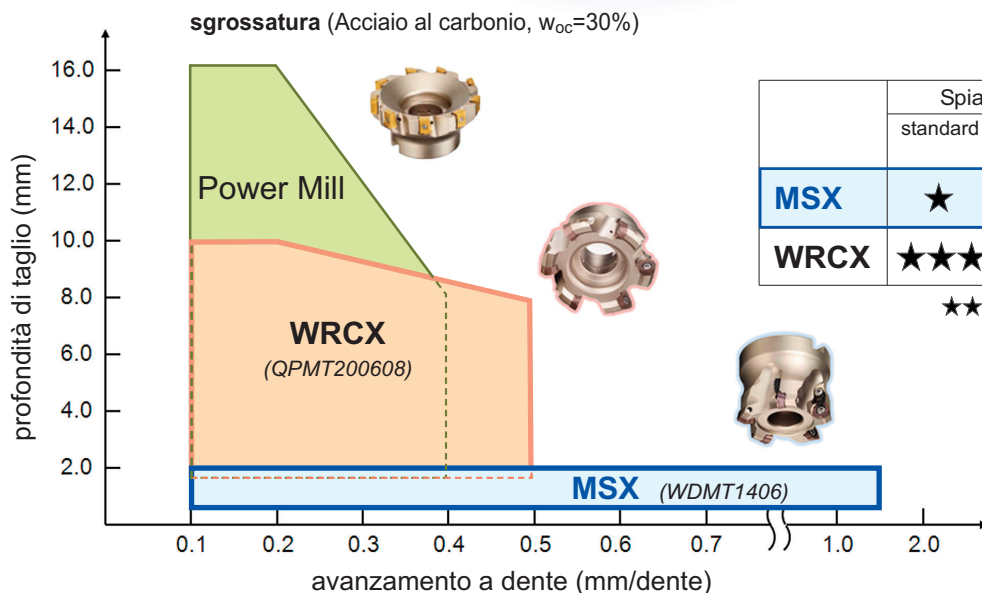 sgrossatura (Acciaio al carbonio, woc=30%)
profondità di taglio (mm)
16.0
14.0
12.0
10.0
8.0
6.0
4.0
2.0
Power Mill
WRCX
(QPMT200608)
MSX (WDMT1406)
0.1 0.2 0.3 0.4 0.5 0.6 0.7 1.0 2.0
avanzamento a dente (mm/dente)
standard
MSX ★
WRCX ★★★
★★